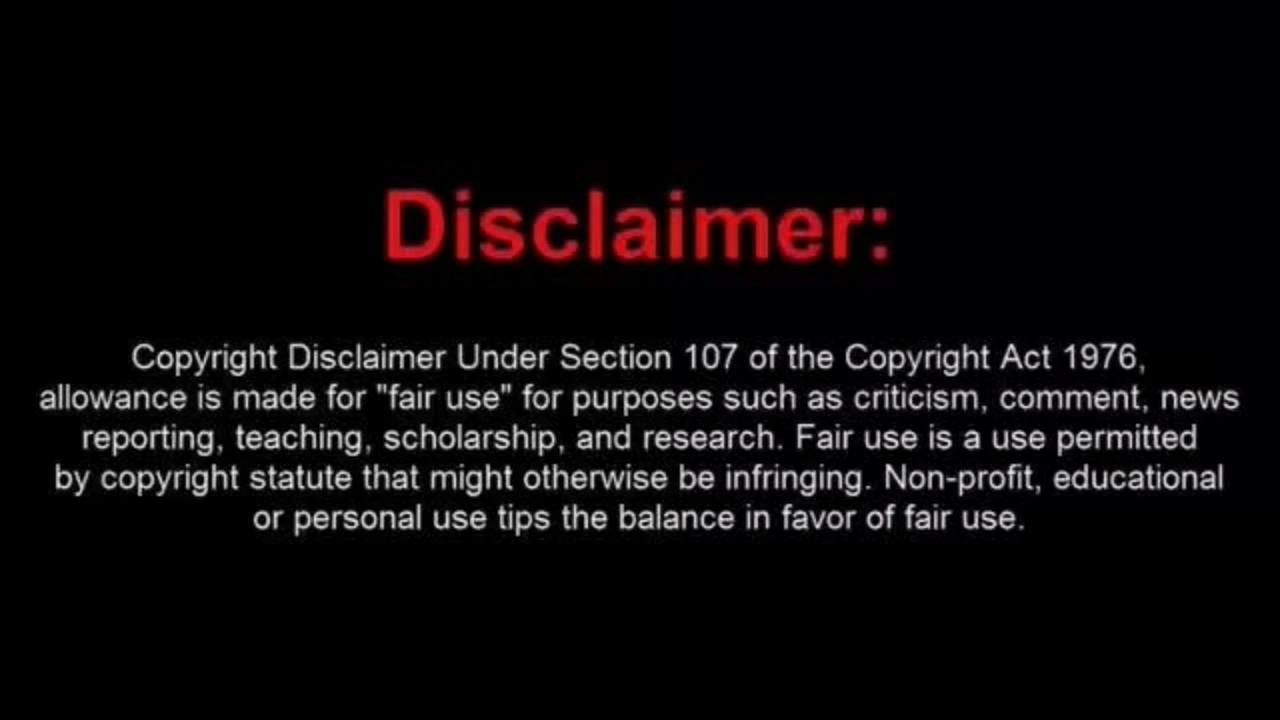 Disclaimer:
Copyright Disclaimer Under Section 107 of the Copyright Act 1976,
allowance is made for "fair use" for purposes such as criticism, comment, news
reporting, teaching, scholarship, and research. Fair use is a use permitted
by copyright statute that might otherwise be infringing. Non-profit, educational
or personal use tips the balance in favor of fair use.